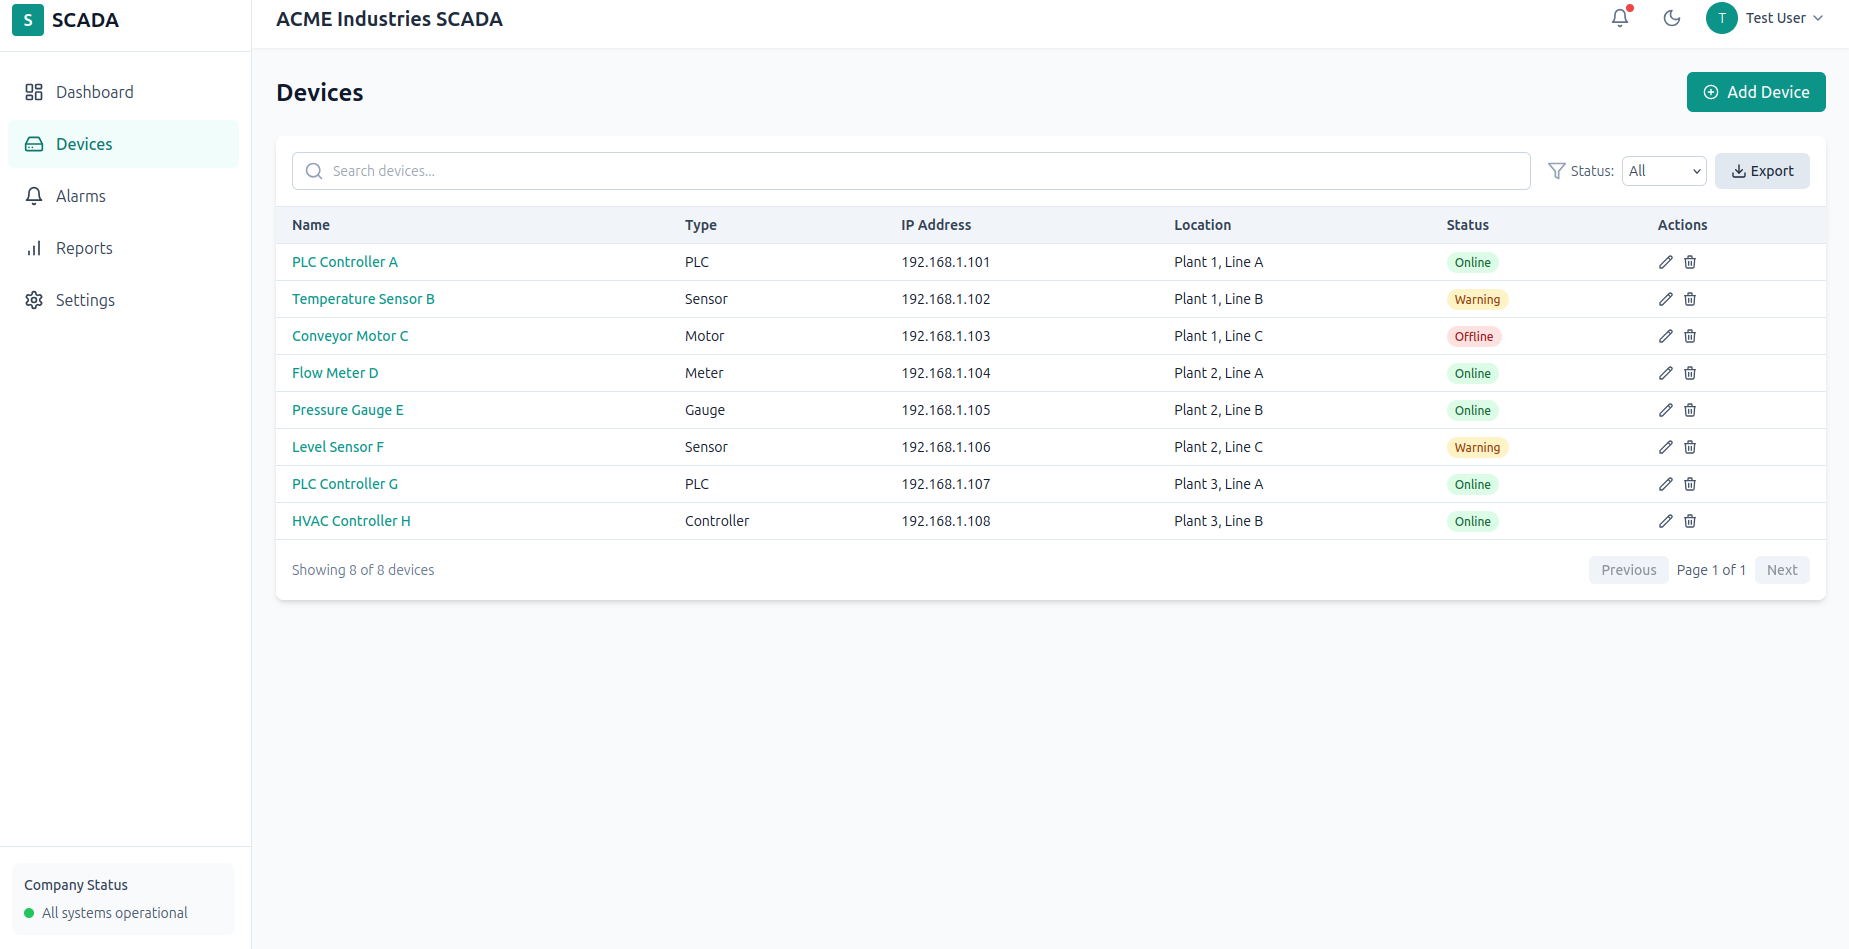 S SCADA
ACME Industries SCADA
T Test User
Dashboard
Devices
Alarms
Reports
Settings
Company Status
All systems operational
Devices
Add Device
Search devices...
Status: All
Export
Name Type IP Address Location Status Actions
PLC Controller A PLC 192.168.1.101 Plant 1, Line A Online
Temperature Sensor B Sensor 192.168.1.102 Plant 1, Line B Warning
Conveyor Motor C Motor 192.168.1.103 Plant 1, Line C Offline
Flow Meter D Meter 192.168.1.104 Plant 2, Line A Online
Pressure Gauge E Gauge 192.168.1.105 Plant 2, Line B Online
Level Sensor F Sensor 192.168.1.106 Plant 2, Line C Warning
PLC Controller G PLC 192.168.1.107 Plant 3, Line A Online
HVAC Controller H Controller 192.168.1.108 Plant 3, Line B Online
Showing 8 of 8 devices
Previous Page 1 of 1 Next